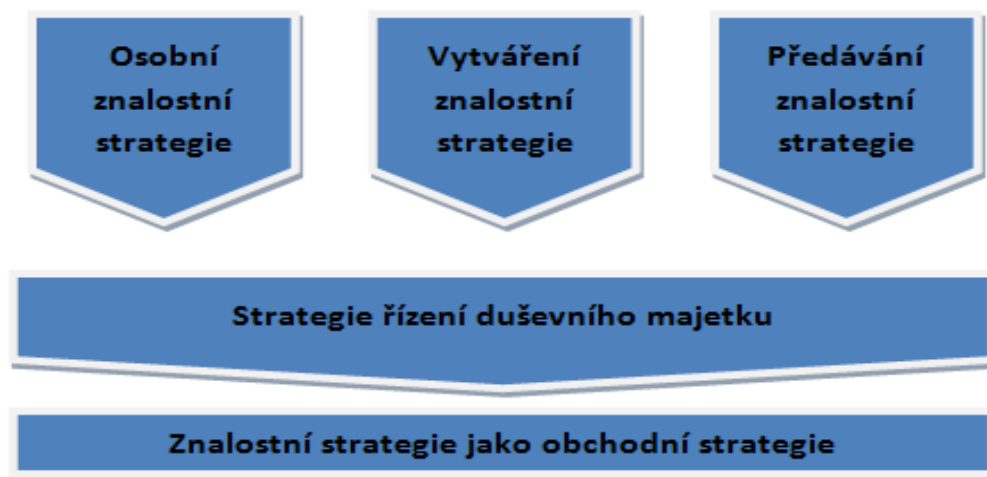 Osobní
znalostní
strategie
Vytváření
znalostní
strategie
Předávání
znalostní
strategie
Strategie řízení duševního majetku
Znalostní strategie jako obchodní strategie